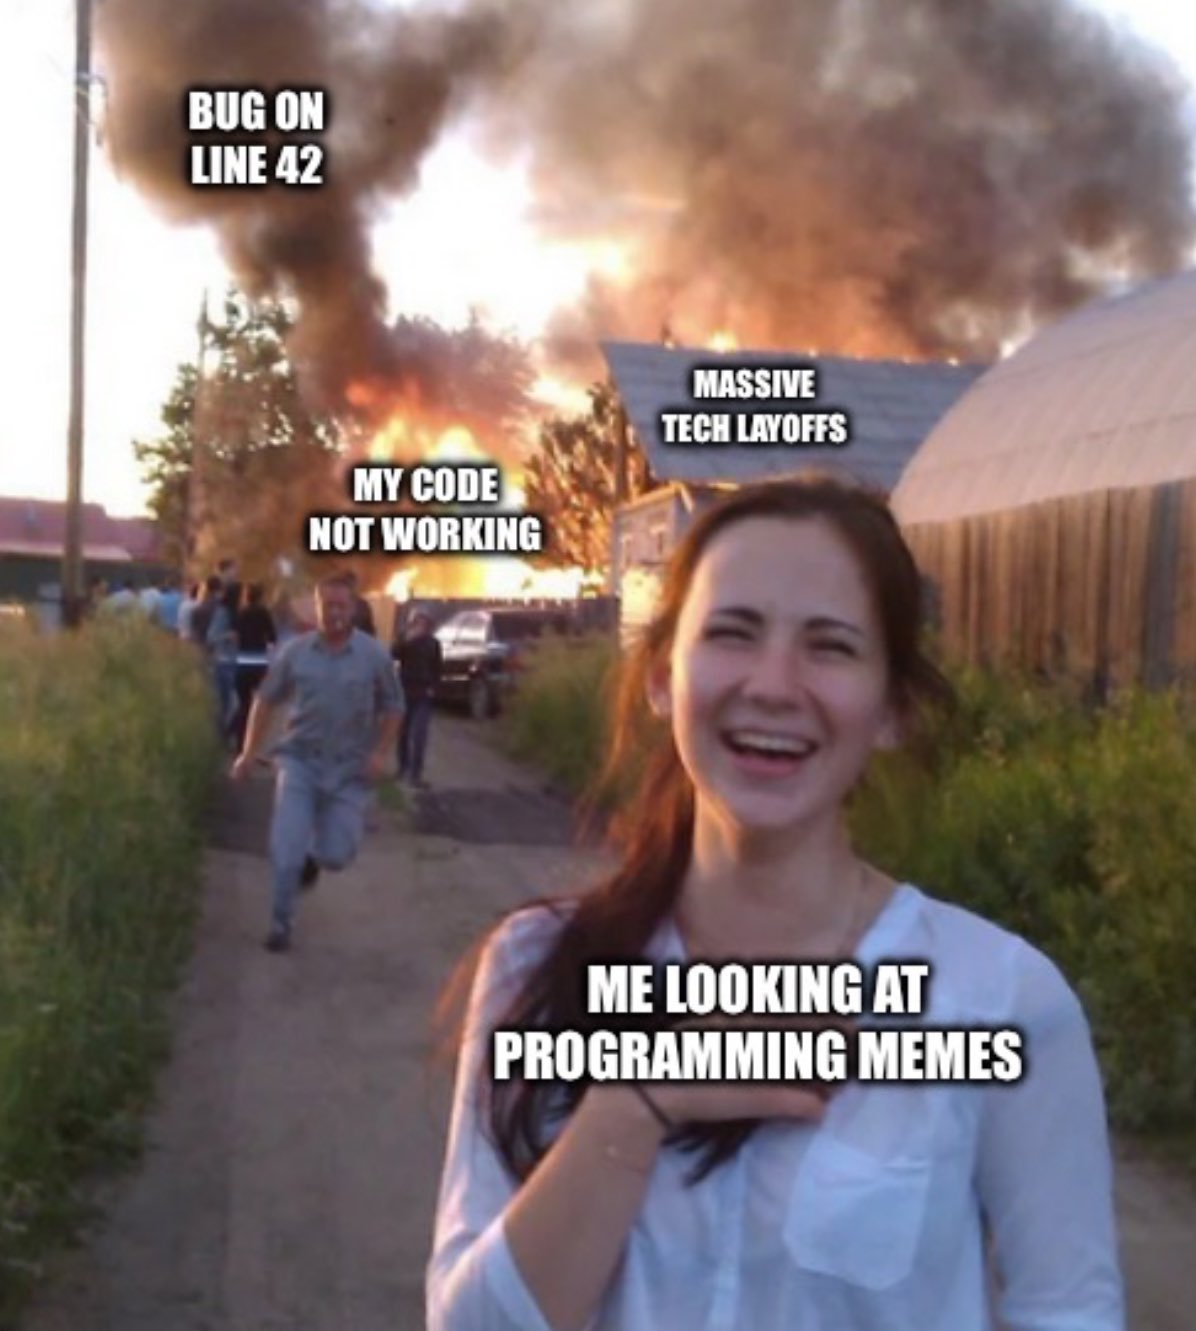 BUG ON
LINE 42
MASSIVE
TECH LAYOFFS
MY CODE
NOT WORKING
ME LOOKING AT
PROGRAMMING MEMES